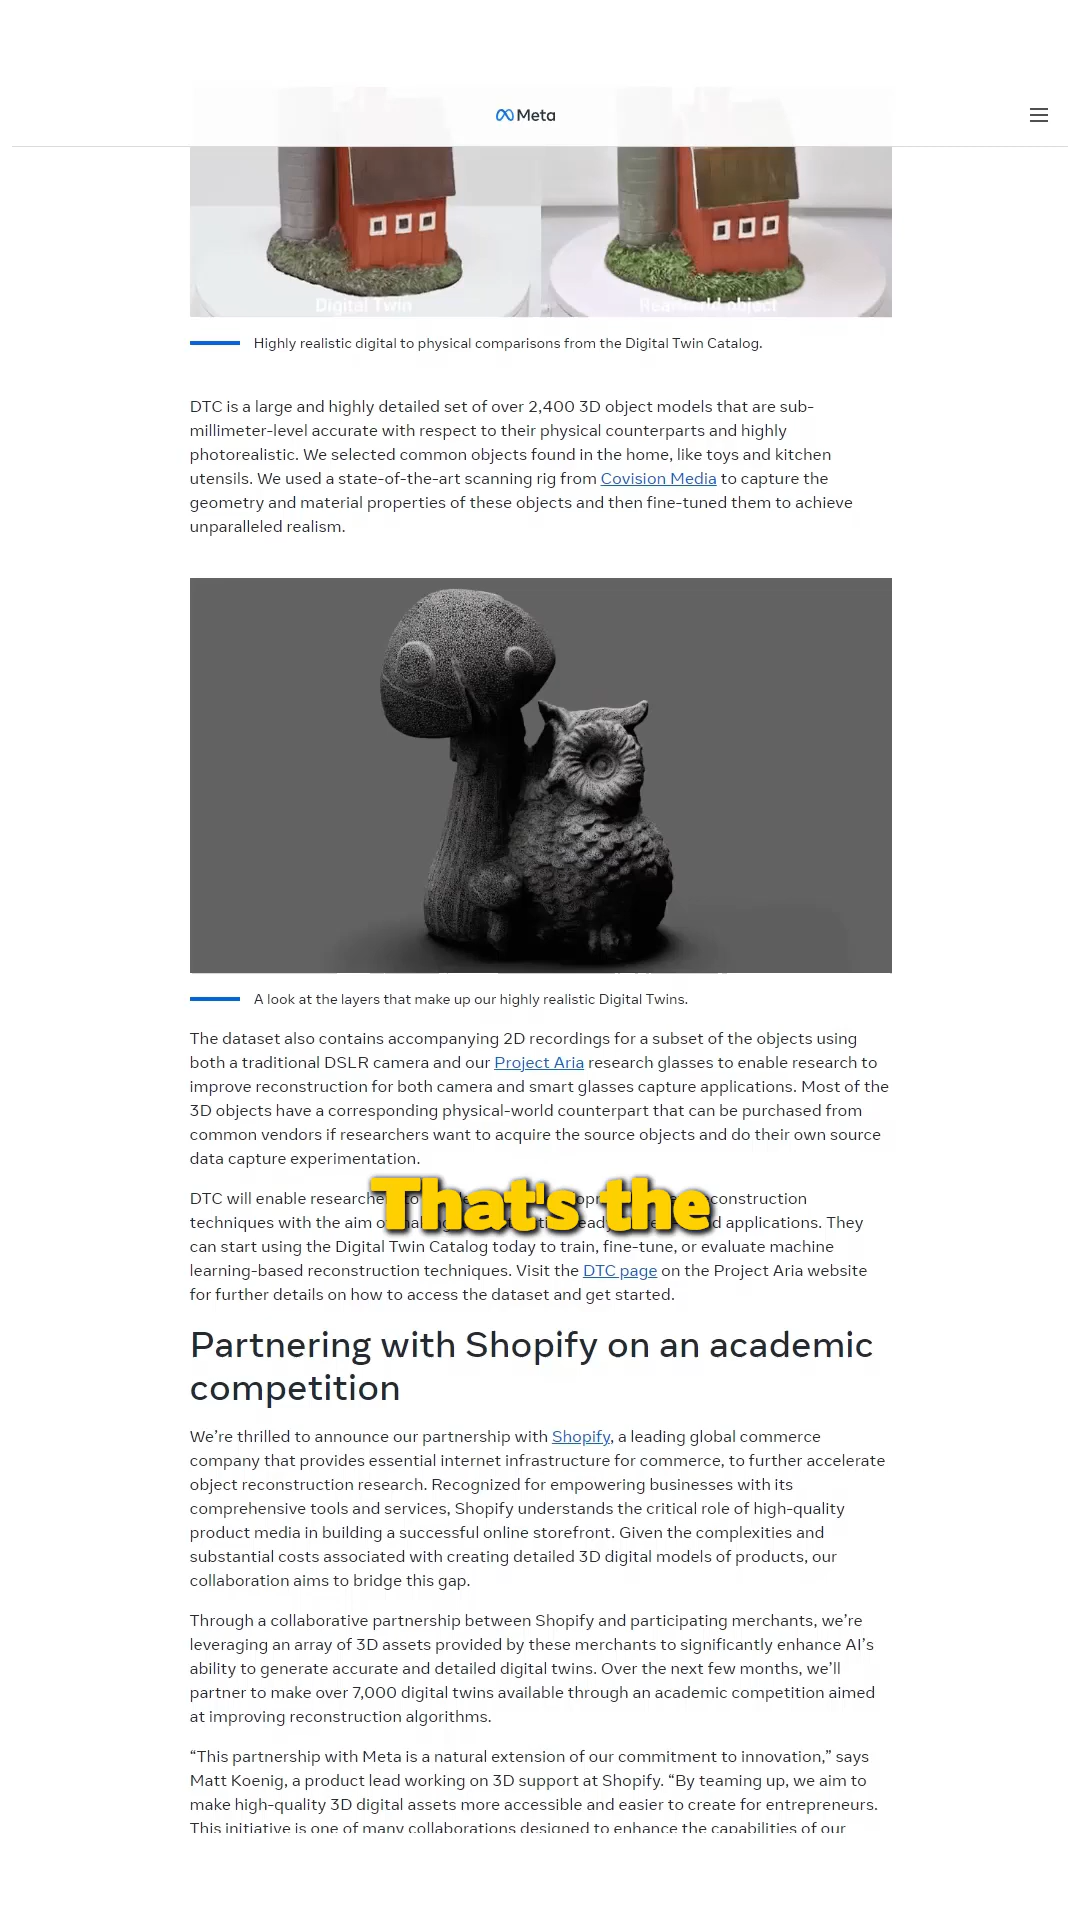 Meta
Digital Twin
Real-world object
Highly realistic digital to physical comparisons from the Digital Twin Catalog.
DTC is a large and highly detailed set of over 2,400 3D object models that are sub-
millimeter-level accurate with respect to their physical counterparts and highly
photorealistic. We selected common objects found in the home, like toys and kitchen
utensils. We used a state-of-the-art scanning rig from Covision Media to capture the
geometry and material properties of these objects and then fine-tuned them to achieve
unparalleled realism.
A look at the layers that make up our highly realistic Digital Twins.
The dataset also contains accompanying 2D recordings for a subset of the objects using
both a traditional DSLR camera and our Project Aria research glasses to enable research to
improve reconstruction for both camera and smart glasses capture applications. Most of the
3D objects have a corresponding physical-world counterpart that can be purchased from
common vendors if researchers want to acquire the source objects and do their own source
data capture experimentation.
That's the
DTC will enable
techniques with the aim applications. They
can start using the Digital Twin Catalog today to train, fine-tune, or evaluate machine
learning-based reconstruction techniques. Visit the DTC page on the Project Aria website
for further details on how to access the dataset and get started.
Partnering with Shopify on an academic
competition
We’re thrilled to announce our partnership with Shopify, a leading global commerce
company that provides essential internet infrastructure for commerce, to further accelerate
object reconstruction research. Recognized for empowering businesses with its
comprehensive tools and services, Shopify understands the critical role of high-quality
product media in building a successful online storefront. Given the complexities and
substantial costs associated with creating detailed 3D digital models of products, our
collaboration aims to bridge this gap.
Through a collaborative partnership between Shopify and participating merchants, we’re
leveraging an array of 3D assets provided by these merchants to significantly enhance AI’s
ability to generate accurate and detailed digital twins. Over the next few months, we’ll
partner to make over 7,000 digital twins available through an academic competition aimed
at improving reconstruction algorithms.
“This partnership with Meta is a natural extension of our commitment to innovation,” says
Matt Koenig, a product lead working on 3D support at Shopify. “By teaming up, we aim to
make high-quality 3D digital assets more accessible and easier to create for entrepreneurs.
This initiative is one of many collaborations designed to enhance the capabilities of our